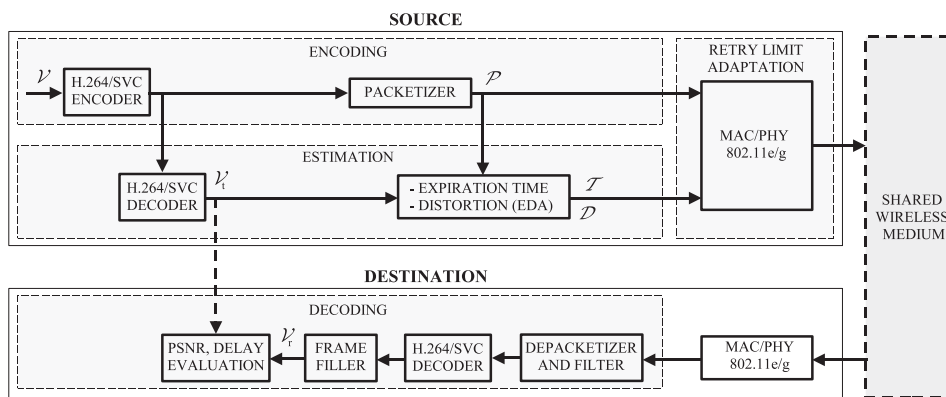 SOURCE
ENCODING
RETRY LIMIT
ADAPTATION
𝒱
H.264/SVC
ENCODER
PACKETIZER
𝒫
MAC/PHY
802.11e/g
ESTIMATION
H.264/SVC
DECODER
𝒱t
- EXPIRATION TIME
- DISTORTION (EDA)
𝒯
𝒟
SHARED
WIRELESS
MEDIUM
DESTINATION
DECODING
PSNR, DELAY
EVALUATION
𝒱r
FRAME
FILLER
H.264/SVC
DECODER
DEPACKETIZER
AND FILTER
MAC/PHY
802.11e/g